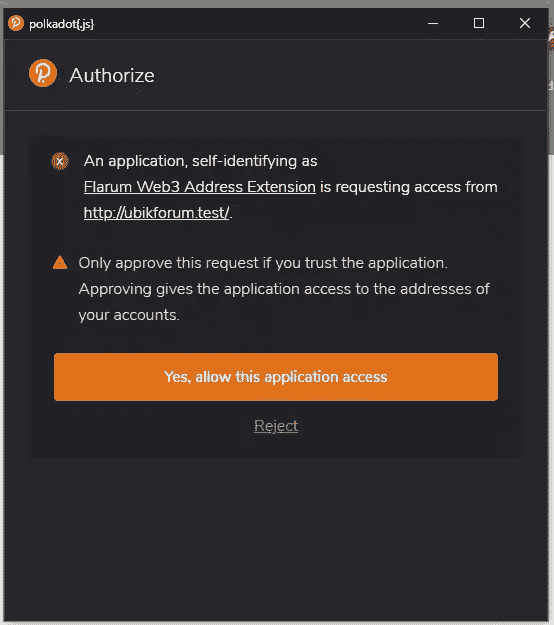 polkadot{.js}
Authorize
An application, self-identifying as
Flarum Web3 Address Extension is requesting access from
http://ubikforum.test/.
Only approve this request if you trust the application.
Approving gives the application access to the addresses of
your accounts.
Yes, allow this application access
Reject